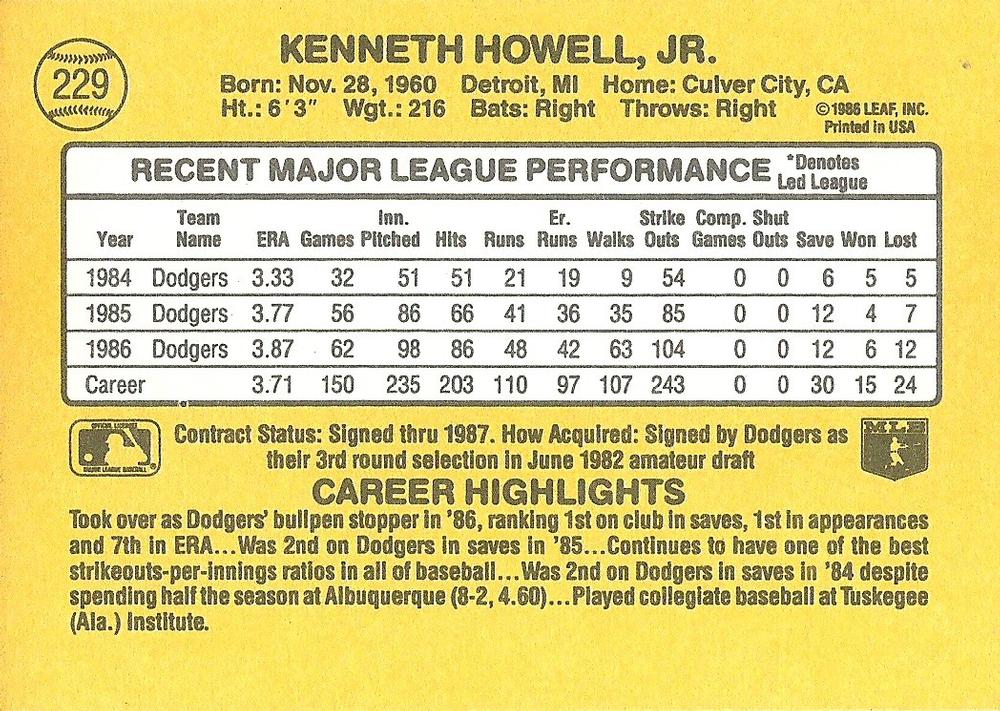 229
KENNETH HOWELL, JR.
Born: Nov. 28, 1960 Detroit, MI Home: Culver City, CA
Ht.: 6'3" Wgt.: 216 Bats: Right Throws: Right
©1986 LEAF, INC.
Printed in USA
RECENT MAJOR LEAGUE PERFORMANCE *Denotes
Led League
Team Inn. Er. Strike Comp. Shut
Year Name ERA Games Pitched Hits Runs Runs Walks Outs Games Outs Save Won Lost
1984 Dodgers 3.33 32 51 51 21 19 9 54 0 0 6 5 5
1985 Dodgers 3.77 56 86 66 41 36 35 85 0 0 12 4 7
1986 Dodgers 3.87 62 98 86 48 42 63 104 0 0 12 6 12
Career 3.71 150 235 203 110 97 107 243 0 0 30 15 24
OFFICIAL LICENSEE
MAJOR LEAGUE BASEBALL
MLB
Contract Status: Signed thru 1987. How Acquired: Signed by Dodgers as
their 3rd round selection in June 1982 amateur draft
CAREER HIGHLIGHTS
Took over as Dodgers' bullpen stopper in '86, ranking 1st on club in saves, 1st in appearances
and 7th in ERA...Was 2nd on Dodgers in saves in '85...Continues to have one of the best
strikeouts-per-innings ratios in all of baseball...Was 2nd on Dodgers in saves in '84 despite
spending half the season at Albuquerque (8-2, 4.60)...Played collegiate baseball at Tuskegee
(Ala.) Institute.